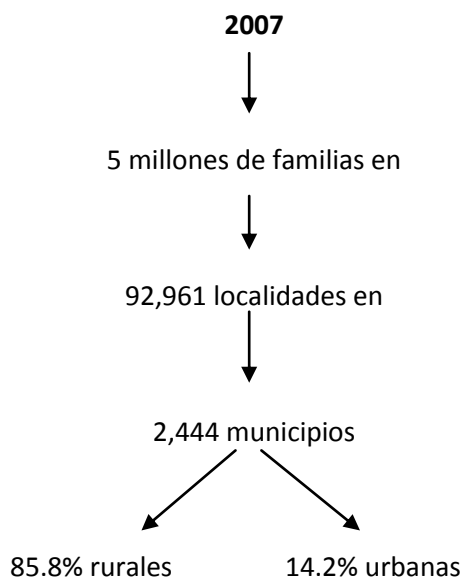 2007
5 millones de familias en
92,961 localidades en
2,444 municipios
85.8% rurales
14.2% urbanas